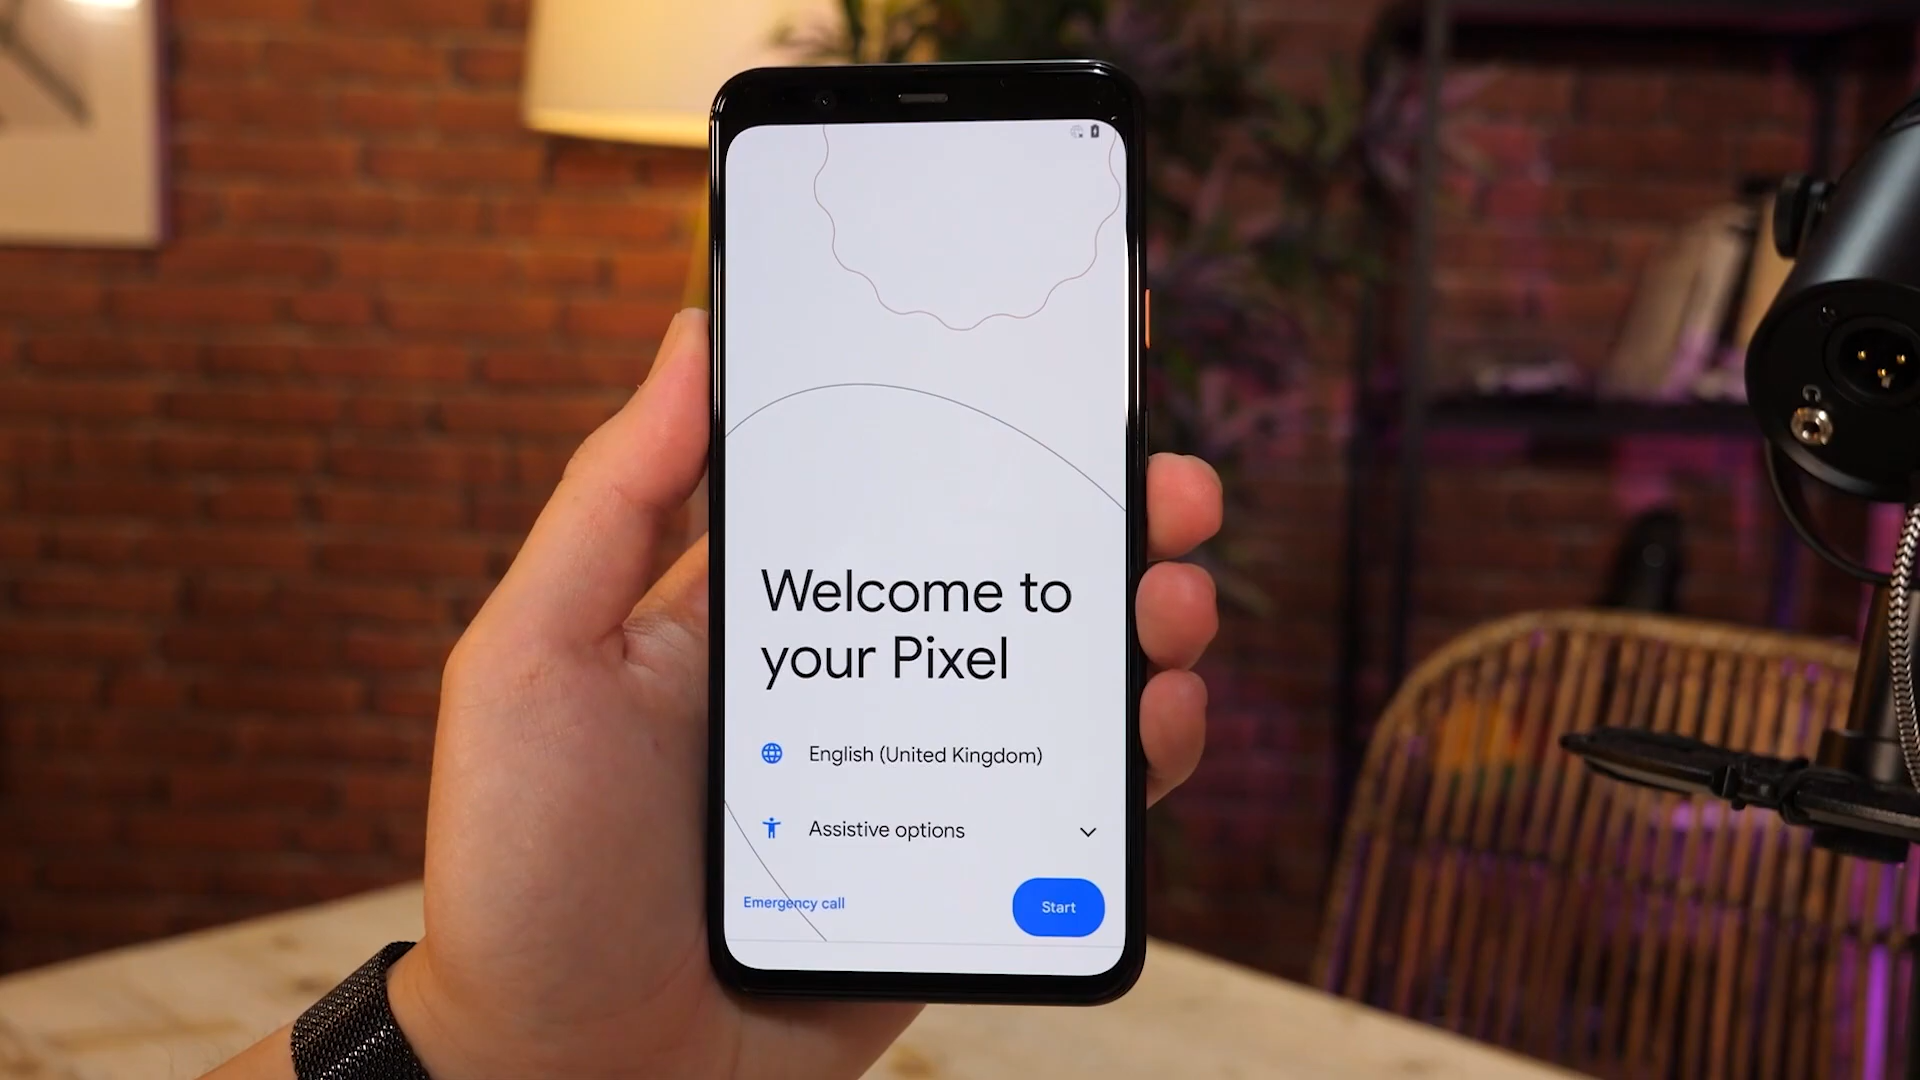 Welcome to
your Pixel
English (United Kingdom)
Assistive options
Emergency call
Start